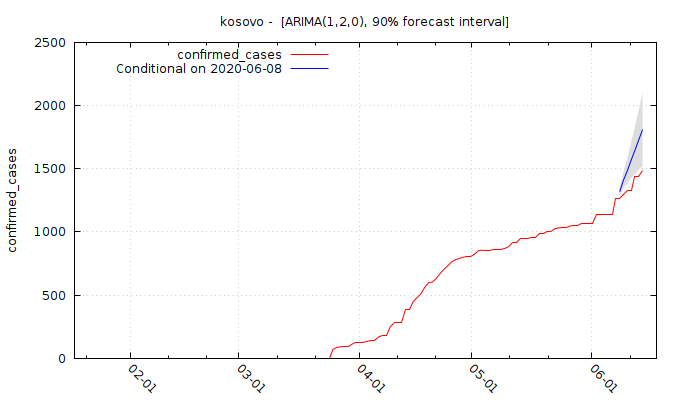 kosovo -  [ARIMA(1,2,0), 90% forecast interval]
confirmed_cases
Conditional on 2020-06-08
confirmed_cases
2500
2000
1500
1000
500
0
02-01
03-01
04-01
05-01
06-01